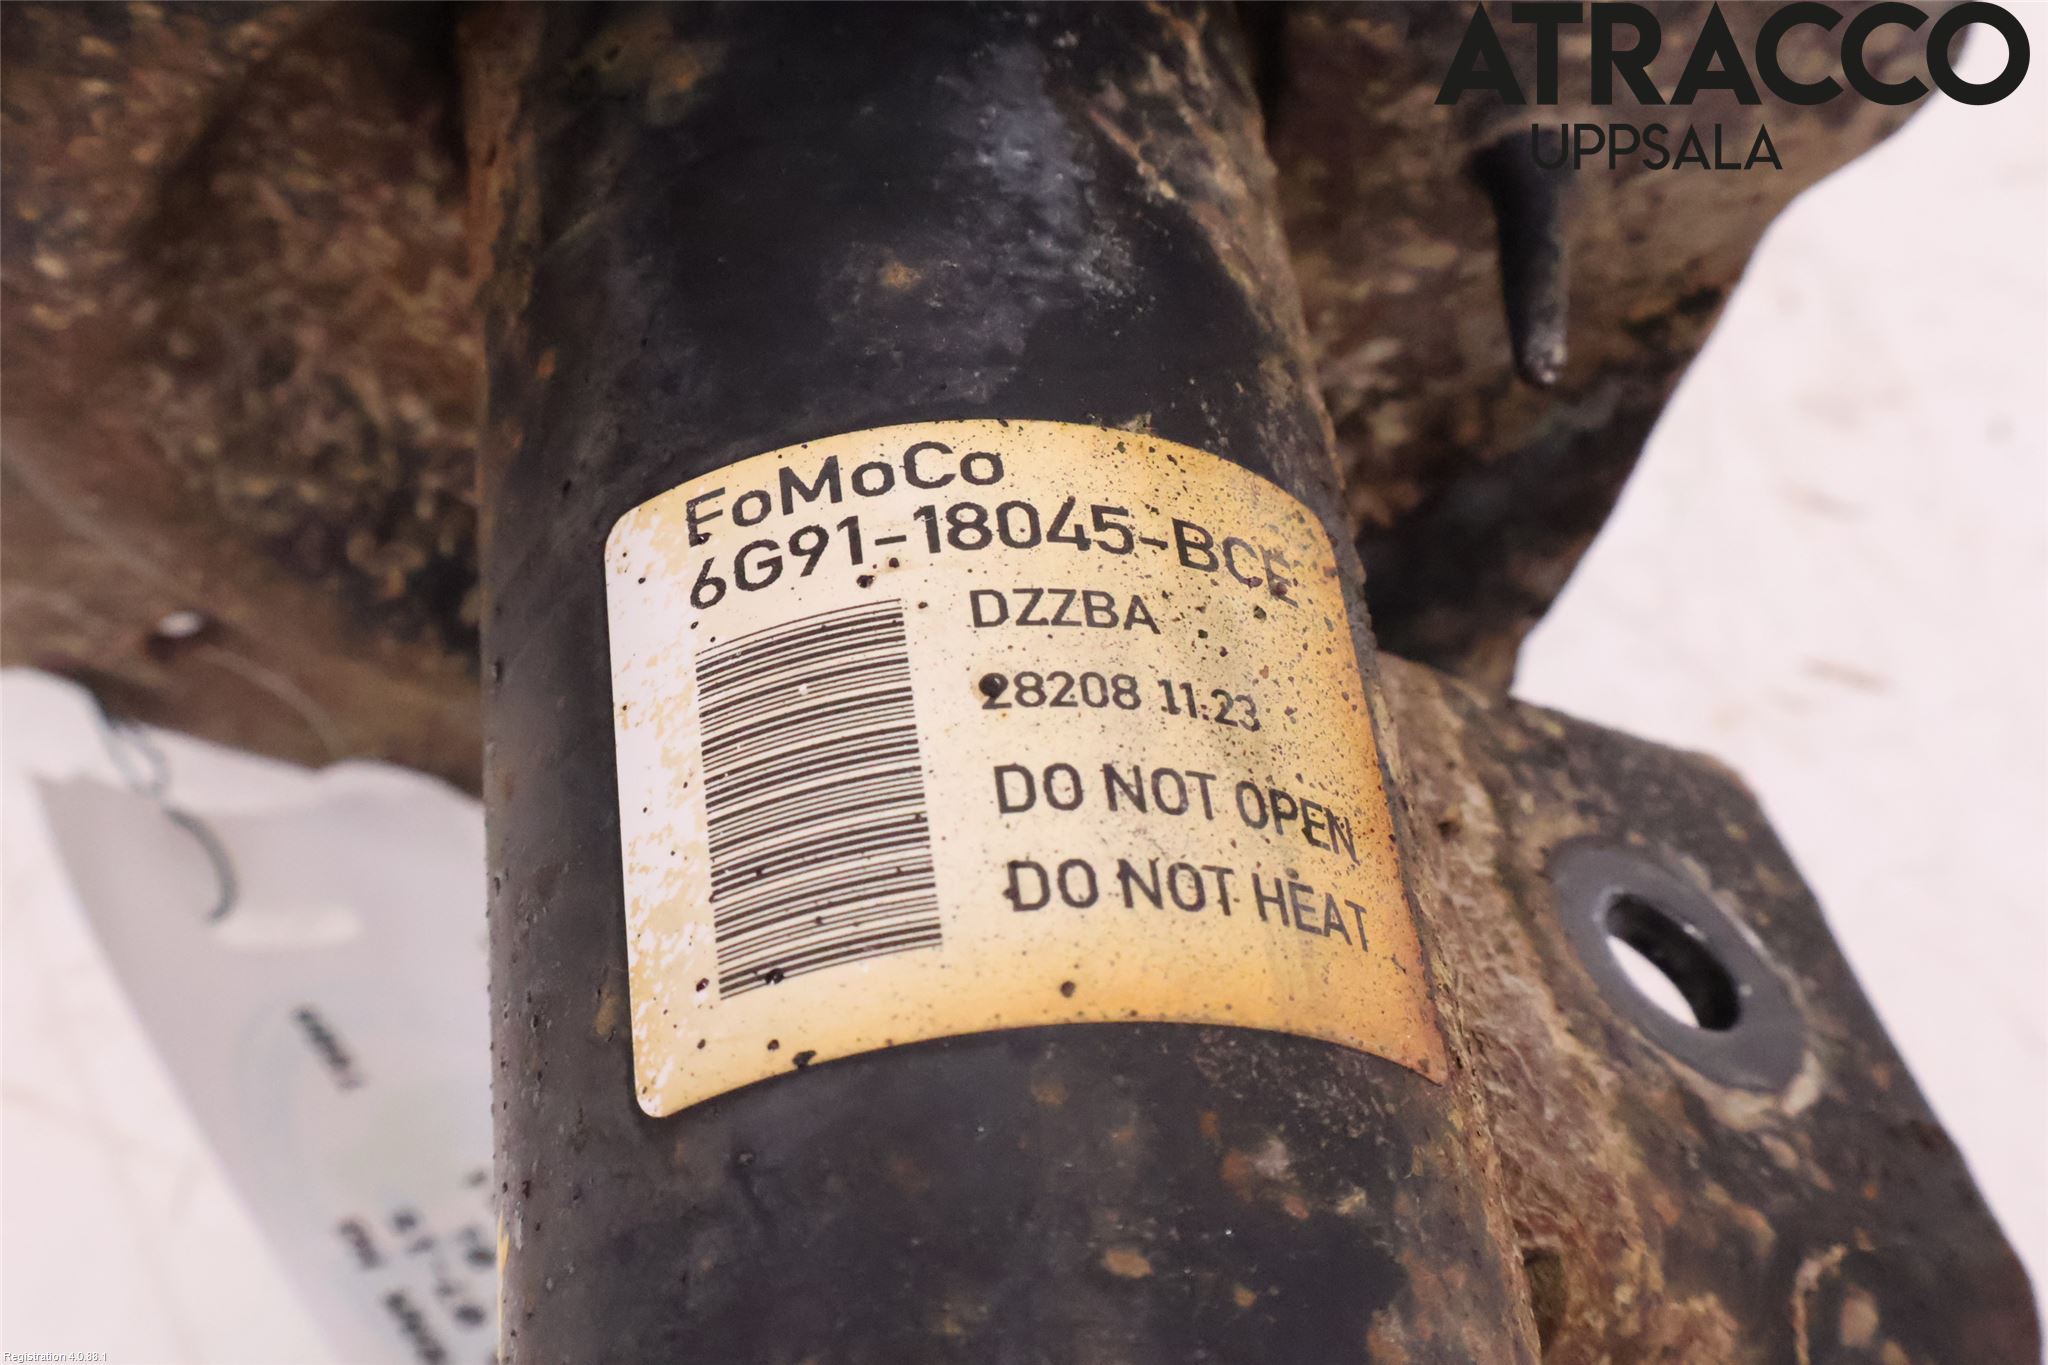 ATRACCO
UPPSALA
FoMoCo
6G91-18045-BCE
DZZBA
28208 11:23
DO NOT OPEN
DO NOT HEAT
Registration 4.0.88.1